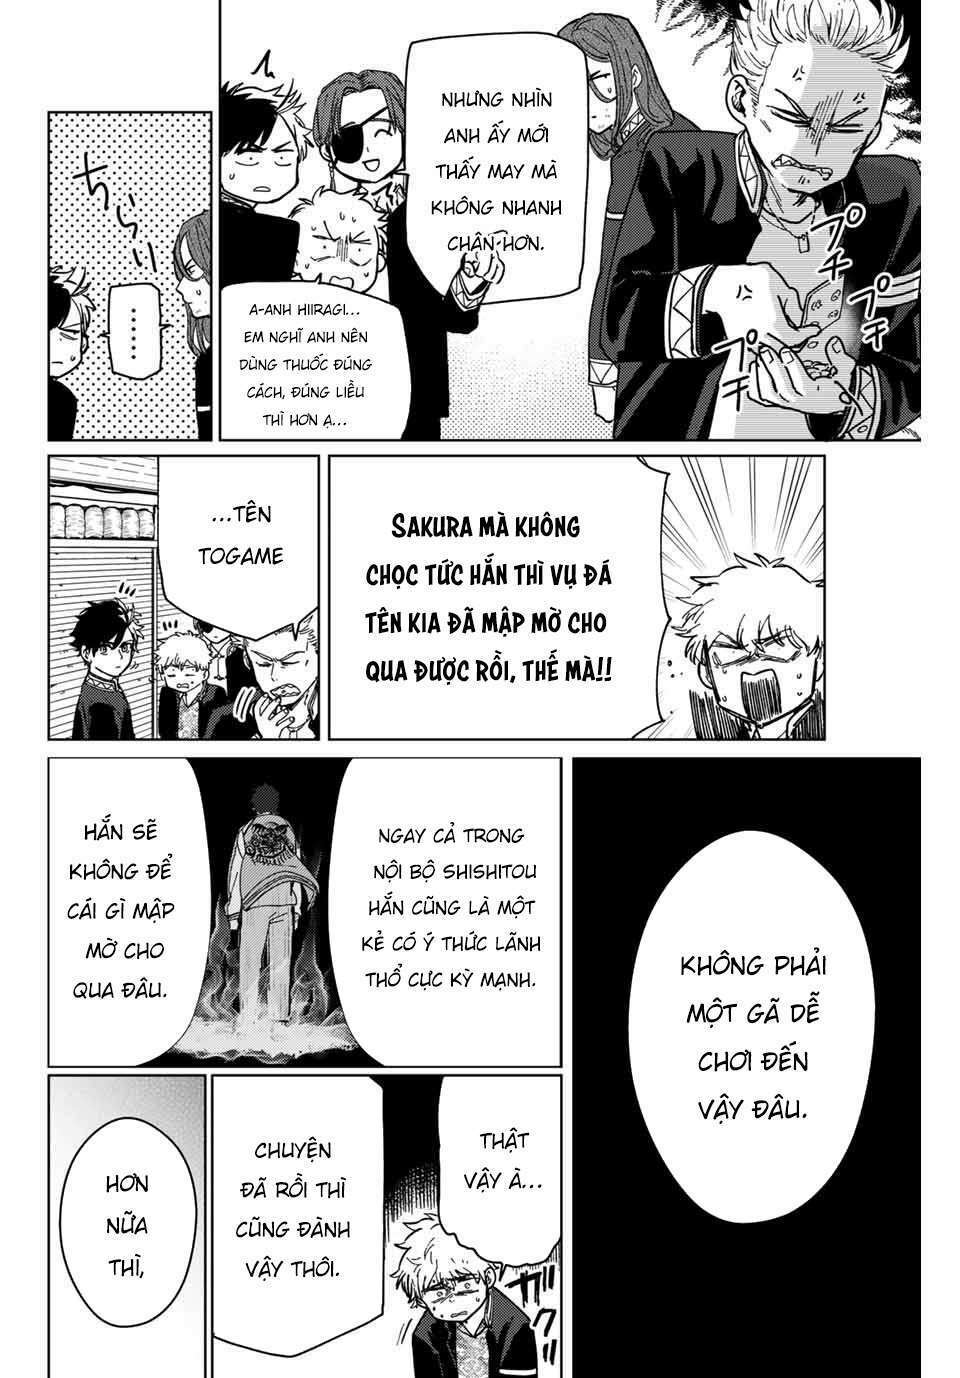 NHƯNG NHÌN
ANH ẤY MỚI
THẤY MAY MÀ
KHÔNG NHANH
CHÂN HƠN.
プチ
プチ
プチ
A-ANH HIIRAGI...
EM NGHĨ ANH NÊN
DÙNG THUỐC ĐÚNG
CÁCH, ĐÚNG LIỀU
THÌ HƠN Ạ...
ちらり
......
SAKURA MÀ KHÔNG
CHỌC TỨC HẮN THÌ VỤ ĐÁ
TÊN KIA ĐÃ MẬP MỜ CHO
QUA ĐƯỢC RỒI, THẾ MÀ!!
...TÊN
TOGAME
KHÔNG PHẢI
MỘT GÃ DỄ
CHƠI ĐẾN
VẬY ĐÂU.
NGAY CẢ TRONG
NỘI BỘ SHISHITOU
HẮN CŨNG LÀ MỘT
KẺ CÓ Ý THỨC LÃNH
THỔ CỰC KỲ MẠNH.
HẮN SẼ
KHÔNG ĐỂ
CÁI GÌ MẬP
MỜ CHO
QUA ĐÂU.
THẬT
VẬY À...
CHUYỆN
ĐÃ RỒI THÌ
CŨNG ĐÀNH
VẬY THÔI.
HƠN
NỮA
THÌ,